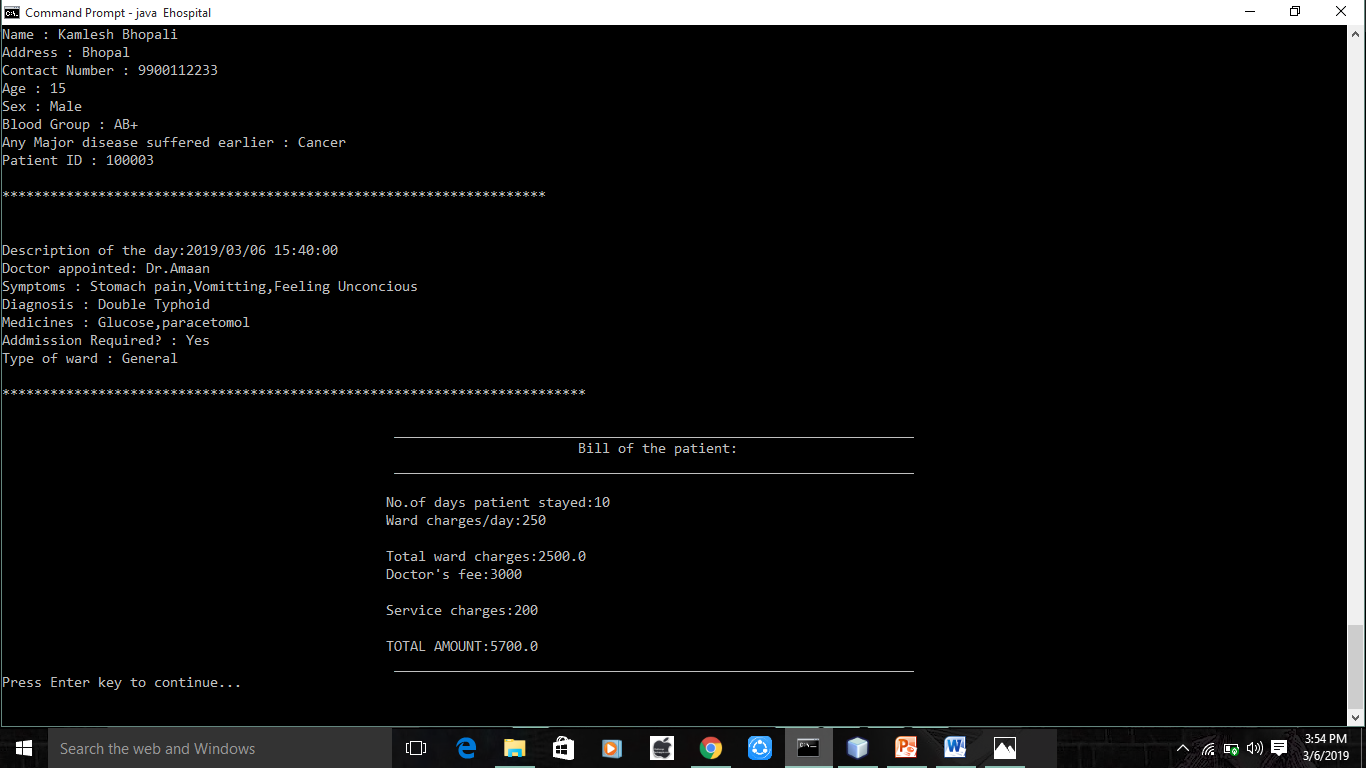 Command Prompt - java Ehospital
Name : Kamlesh Bhopali
Address : Bhopal
Contact Number : 9900112233
Age : 15
Sex : Male
Blood Group : AB+
Any Major disease suffered earlier : Cancer
Patient ID : 100003
********************************************************************
Description of the day:2019/03/06 15:40:00
Doctor appointed: Dr.Amaan
Symptoms : Stomach pain,Vomitting,Feeling Unconcious
Diagnosis : Double Typhoid
Medicines : Glucose,paracetomol
Addmission Required? : Yes
Type of ward : General
*************************************************************************
Bill of the patient:
No.of days patient stayed:10
Ward charges/day:250
Total ward charges:2500.0
Doctor's fee:3000
Service charges:200
TOTAL AMOUNT:5700.0
Press Enter key to continue...
Search the web and Windows
3:54 PM
3/6/2019